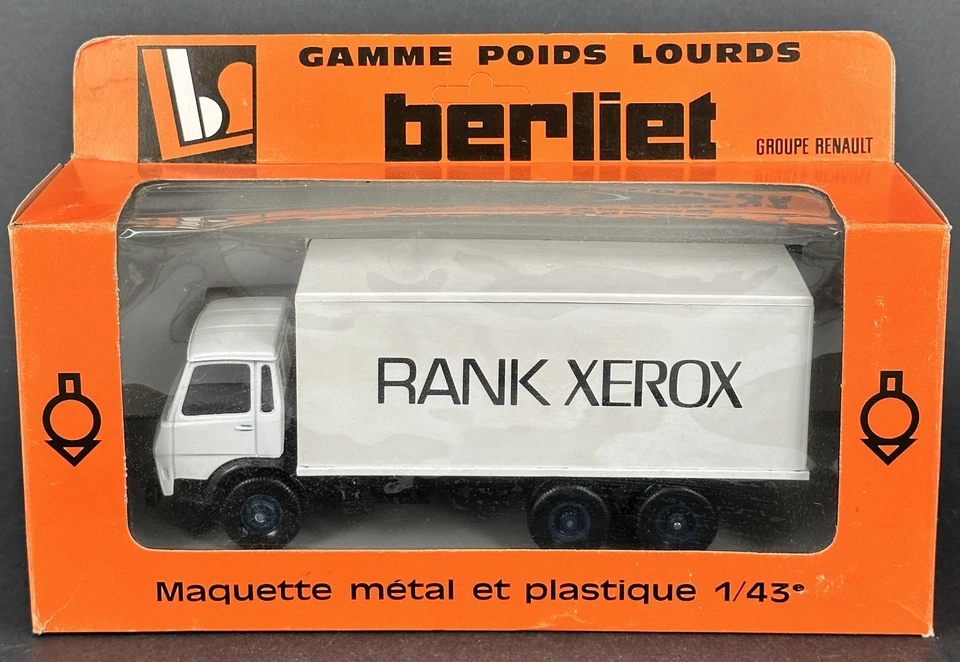 GAMME POIDS LOURDS
berliet
GROUPE RENAULT
RANK XEROX
Maquette métal et plastique 1/43ᵉ